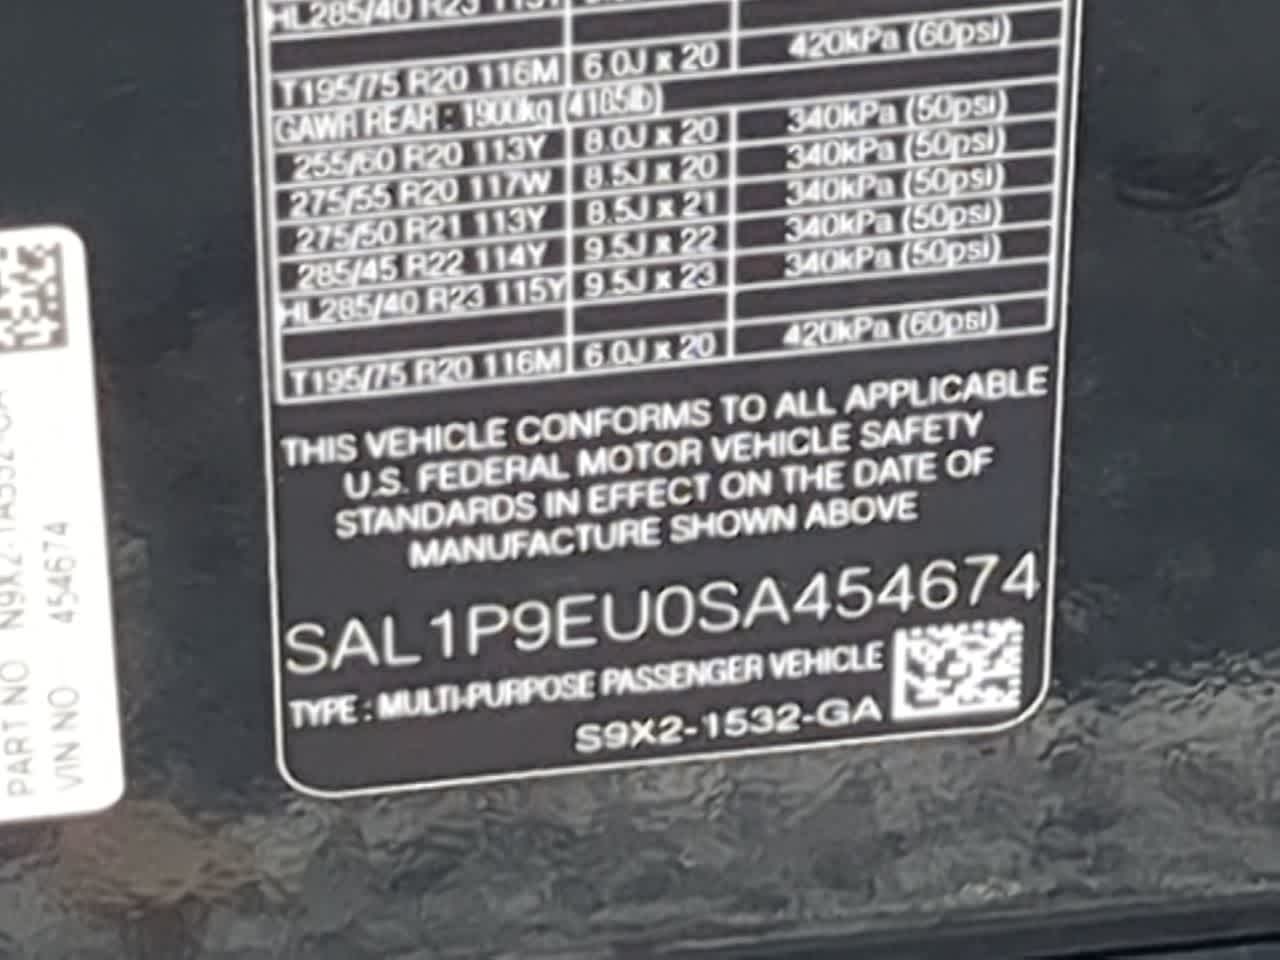 HL285/40 R23 115Y
T195/75 R20 116M 6.0J x 20 420kPa (60psi)
GAWR REAR : 1900kg (4185lb)
255/60 R20 113Y 8.0J x 20 340kPa (50psi)
275/55 R20 117W 8.5J x 20 340kPa (50psi)
275/50 R21 113Y 8.5J x 21 340kPa (50psi)
285/45 R22 114Y 9.5J x 22 340kPa (50psi)
HL285/40 R23 115Y 9.5J x 23 340kPa (50psi)
T195/75 R20 116M 6.0J x 20 420kPa (60psi)
THIS VEHICLE CONFORMS TO ALL APPLICABLE
U.S. FEDERAL MOTOR VEHICLE SAFETY
STANDARDS IN EFFECT ON THE DATE OF
MANUFACTURE SHOWN ABOVE
SAL1P9EU0SA454674
TYPE : MULTI-PURPOSE PASSENGER VEHICLE
S9X2-1532-GA
PART NO N9X2-1A532-CA
VIN NO 454674